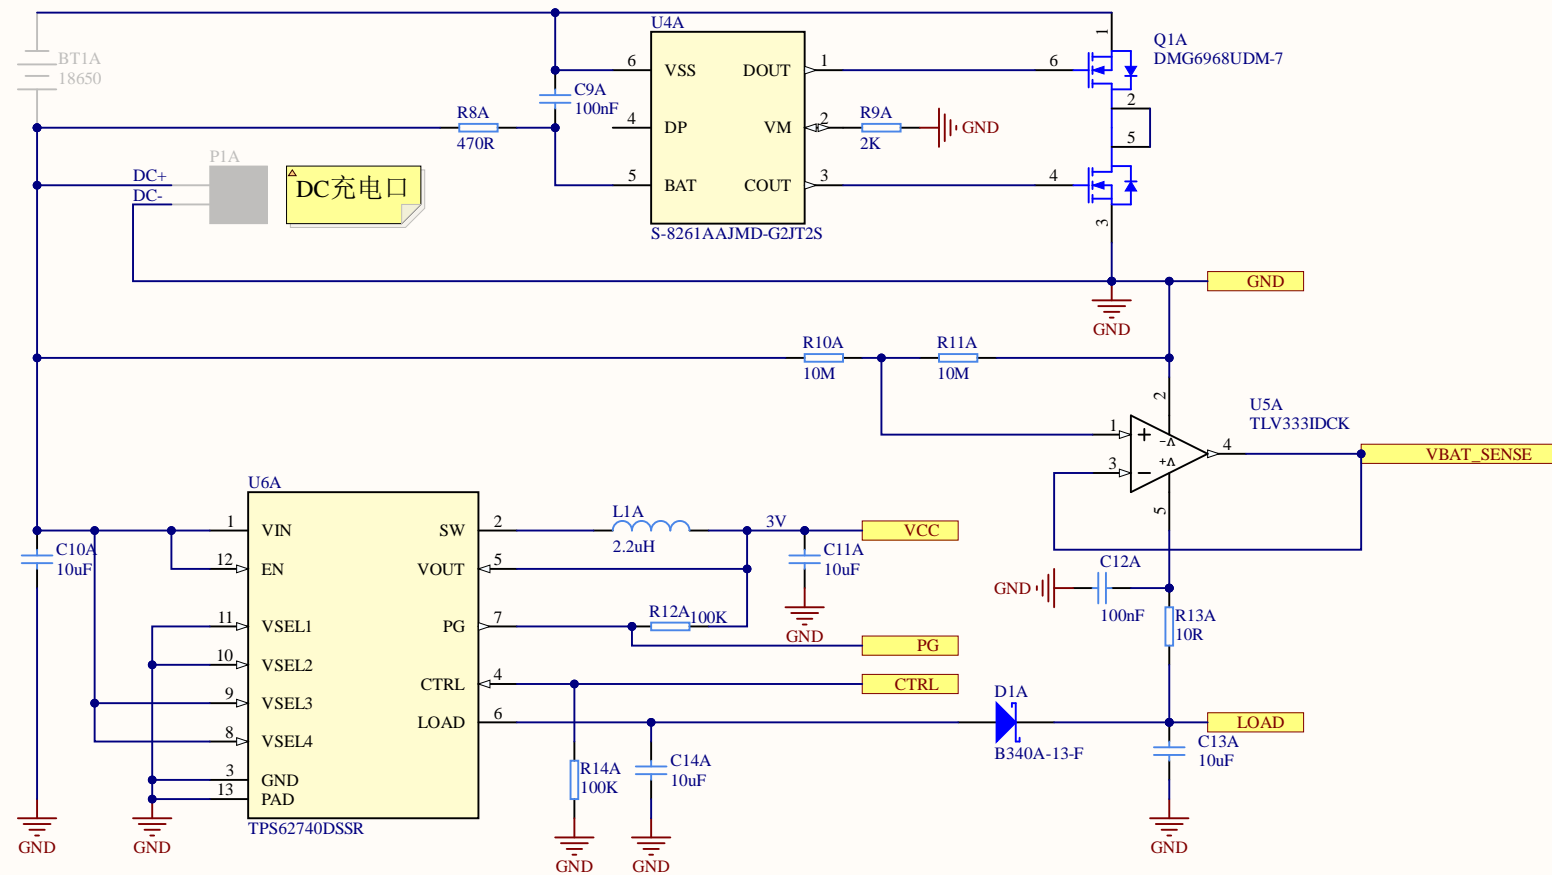 BT1A
18650
U4A
6
VSS
DOUT
1
4
DP
VM
2
5
BAT
COUT
3
S-8261AAJMD-G2JT2S
C9A
100nF
R8A
470R
R9A
2K
GND
1
Q1A
DMG6968UDM-7
6
2
5
4
3
P1A
DC+
DC-
DC充电口
GND
GND
R10A
10M
R11A
10M
2
U5A
TLV333IDCK
1
+
-V
4
VBAT_SENSE
3
−
+V
5
U6A
1
VIN
SW
2
12
EN
VOUT
5
11
VSEL1
PG
7
10
VSEL2
9
VSEL3
CTRL
4
8
VSEL4
LOAD
6
3
GND
13
PAD
TPS62740DSSR
C10A
10uF
GND
GND
L1A
2.2uH
3V
VCC
C11A
10uF
GND
R12A
100K
PG
CTRL
R14A
100K
GND
C14A
10uF
GND
D1A
B340A-13-F
C12A
GND
100nF
R13A
10R
LOAD
C13A
10uF
GND